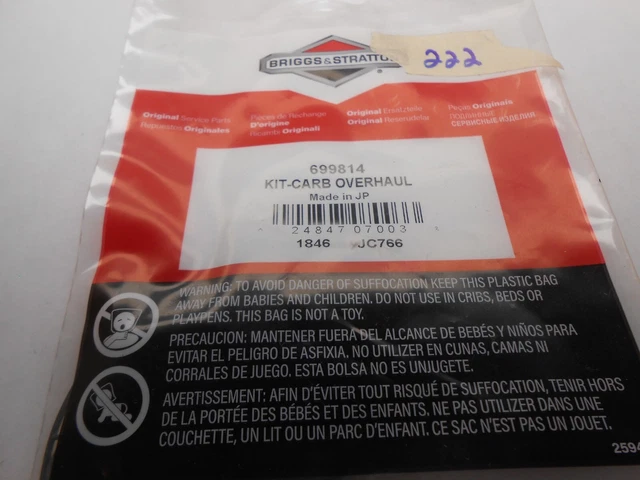 BRIGGS & STRATTO
222
Original Service Parts
Repuestos Originales
Pièces de Rechange
D'origine
Ricambi Originali
Original Ersatzteile
Original Reservdelar
Peças Originais
ПОДЛИННЫЕ
СЕРВИСНЫЕ ИЗДЕЛИЯ
699814
KIT-CARB OVERHAUL
Made in JP
24847 07003
1846 JC766
WARNING: TO AVOID DANGER OF SUFFOCATION KEEP THIS PLASTIC BAG
AWAY FROM BABIES AND CHILDREN. DO NOT USE IN CRIBS, BEDS OR
PLAYPENS. THIS BAG IS NOT A TOY.
PRECAUCION: MANTENER FUERA DEL ALCANCE DE BEBÉS Y NIÑOS PARA
EVITAR EL PELIGRO DE ASFIXIA. NO UTILIZAR EN CUNAS, CAMAS NI
CORRALES DE JUEGO. ESTA BOLSA NO ES UNJUGETE.
AVERTISSEMENT: AFIN D'ÉVITER TOUT RISQUÉ DE SUFFOCATION, TENIR HORS
DE LA PORTÉE DES BÉBÉS ET DES ENFANTS. NE PAS UTILIZER DANS UNE
COUCHETTE, UN LIT OU UN PARC D'ENFANT. CE SAC N'EST PAS UN JOUET.
2594